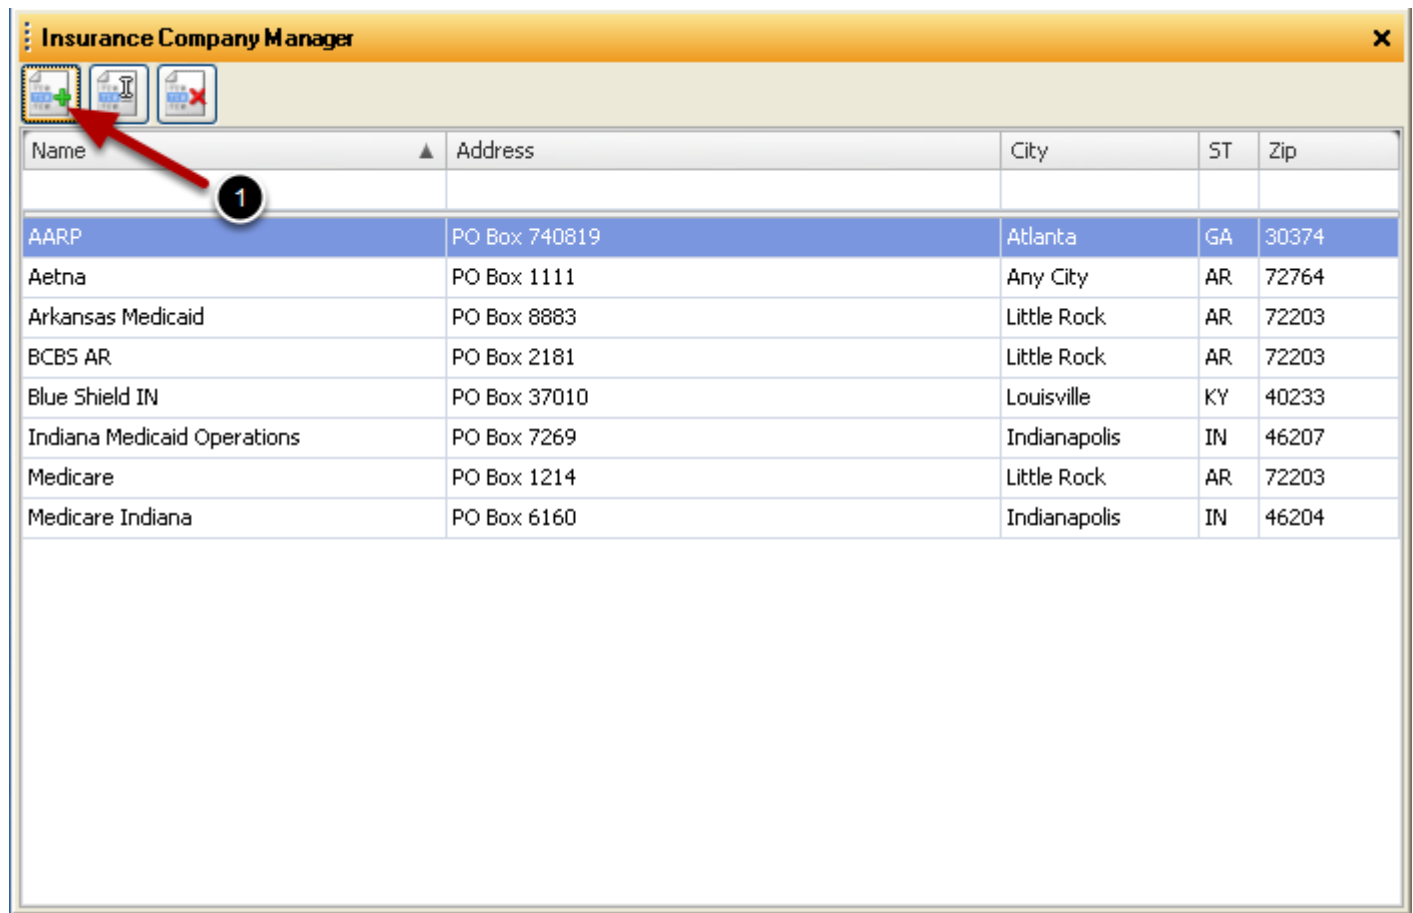 Insurance Company Manager
1
Name Address City ST Zip
AARP PO Box 740819 Atlanta GA 30374
Aetna PO Box 1111 Any City AR 72764
Arkansas Medicaid PO Box 8883 Little Rock AR 72203
BCBS AR PO Box 2181 Little Rock AR 72203
Blue Shield IN PO Box 37010 Louisville KY 40233
Indiana Medicaid Operations PO Box 7269 Indianapolis IN 46207
Medicare PO Box 1214 Little Rock AR 72203
Medicare Indiana PO Box 6160 Indianapolis IN 46204